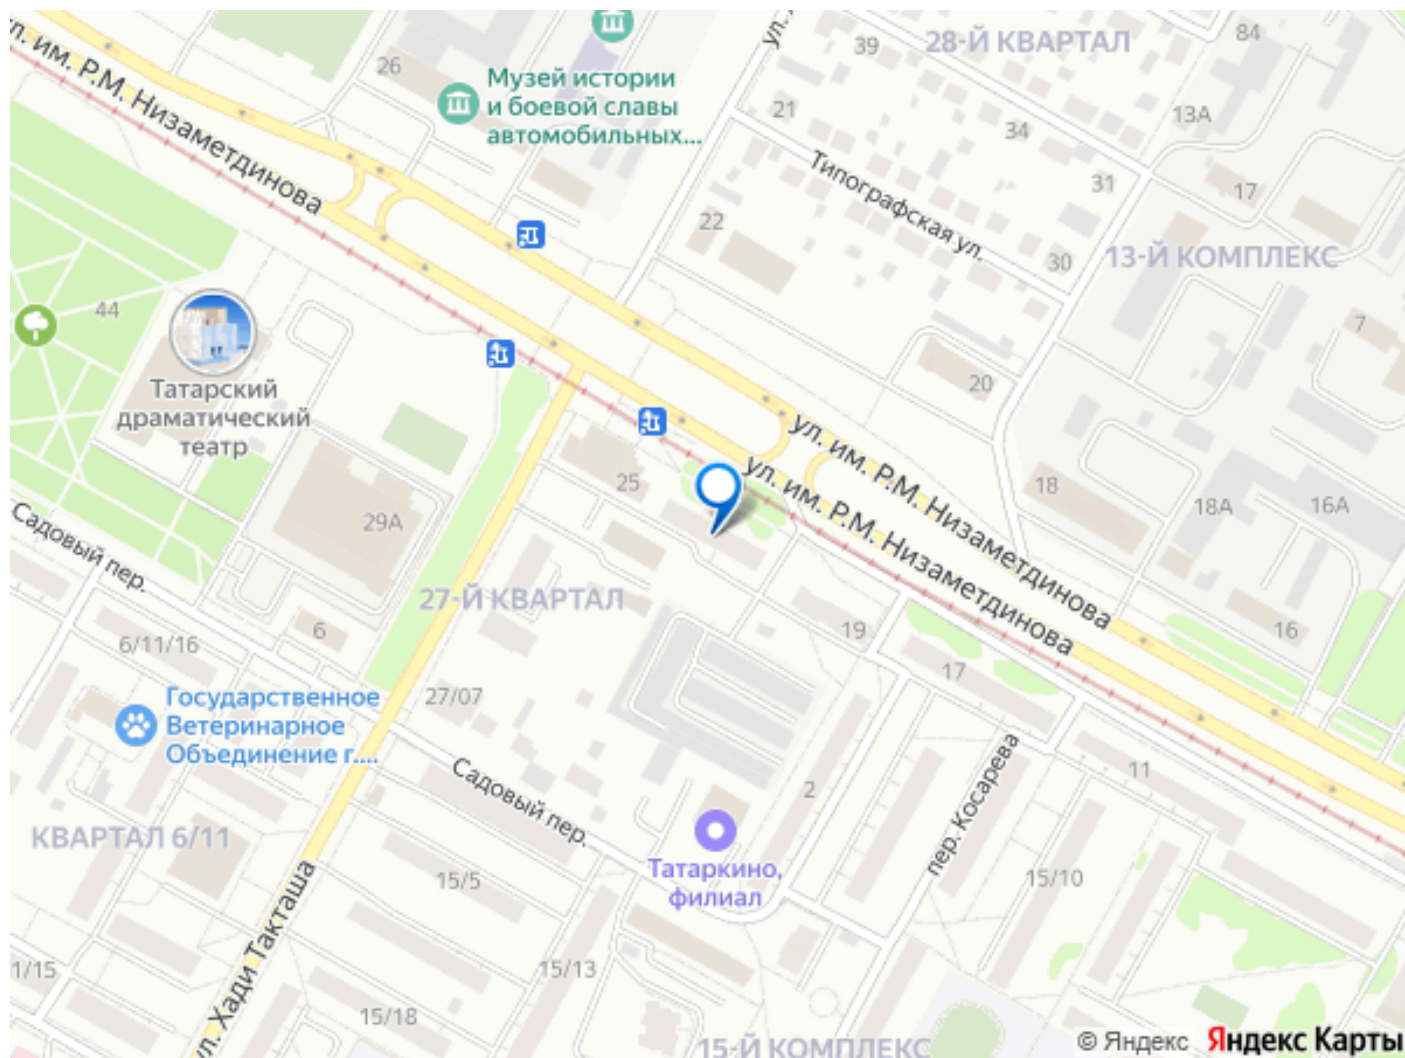 39
28-Й КВАРТАЛ
84
ул. им. Р.М. Низаметдинова
26
Музей истории
и боевой славы
автомобильных...
21
34
13А
Типографская ул.
31
17
22
30
13-Й КОМПЛЕКС
44
7
Татарский
драматический
театр
20
ул. им. Р.М. Низаметдинова
ул. им. Р.М. Низаметдинова
25
18
18А
16А
29А
Садовый пер.
27-Й КВАРТАЛ
6/11/16
6
19
16
17
27/07
Государственное
Ветеринарное
Объединение г....
11
2
Садовый пер.
пер. Косарева
КВАРТАЛ 6/11
Татаркино,
филиал
15/5
15/10
ул. Хади Такташа
1/15
15/13
15/18
15-Й КОМПЛЕКС
© Яндекс Яндекс Карты